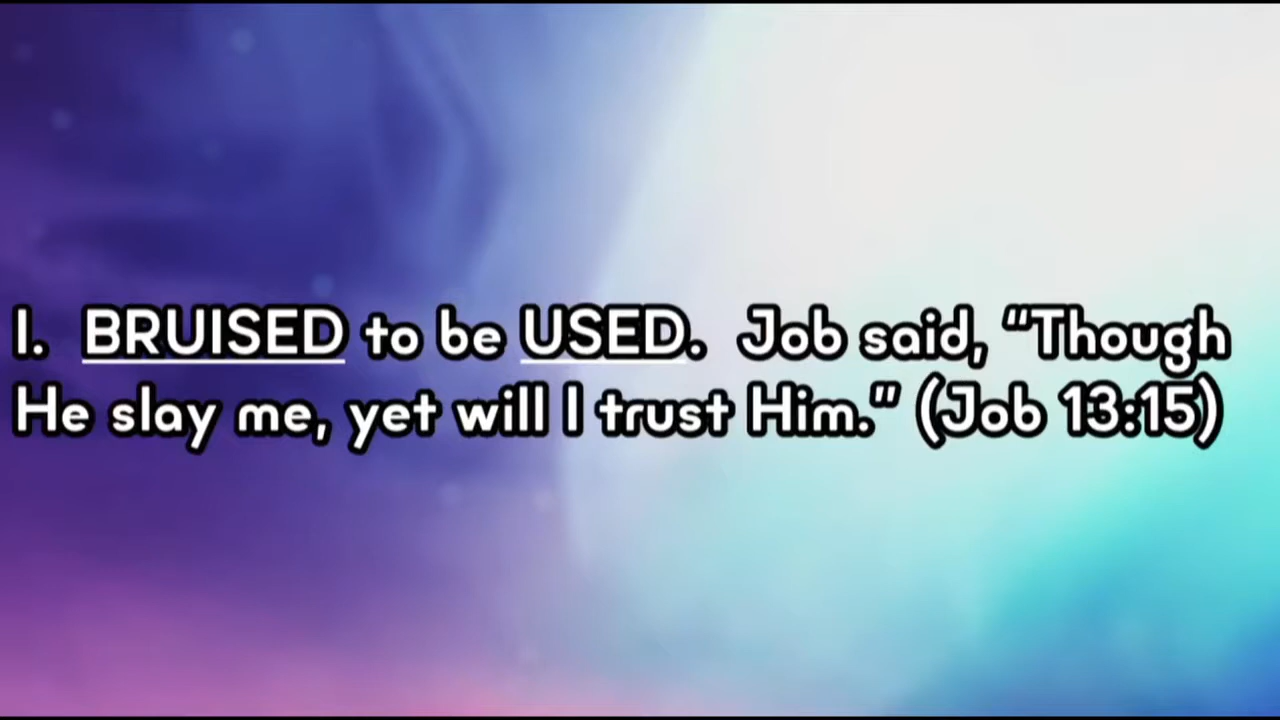 I. BRUISED to be USED. Job said, “Though
He slay me, yet will I trust Him.” (Job 13:15)